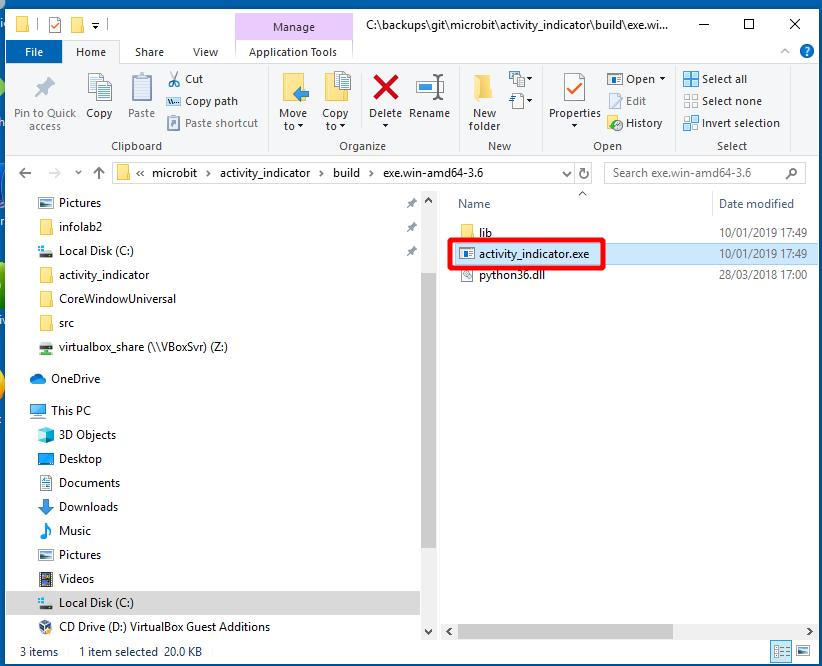 Manage
C:\backups\git\microbit\activity_indicator\build\exe.win...
File
Home
Share
View
Application Tools
Pin to Quick access
Copy
Paste
Cut
Copy path
Paste shortcut
Clipboard
Move to
Copy to
Delete
Rename
Organize
New folder
New
Properties
Open
Edit
History
Open
Select all
Select none
Invert selection
Select
« microbit > activity_indicator > build > exe.win-amd64-3.6
Search exe.win-amd64-3.6
Pictures
infolab2
Local Disk (C:)
activity_indicator
CoreWindowUniversal
src
virtualbox_share (\\VBoxSvr) (Z:)
OneDrive
This PC
3D Objects
Desktop
Documents
Downloads
Music
Pictures
Videos
Local Disk (C:)
CD Drive (D:) VirtualBox Guest Additions
Name
Date modified
lib
10/01/2019 17:49
activity_indicator.exe
10/01/2019 17:49
python36.dll
28/03/2018 17:00
3 items
1 item selected 20.0 KB